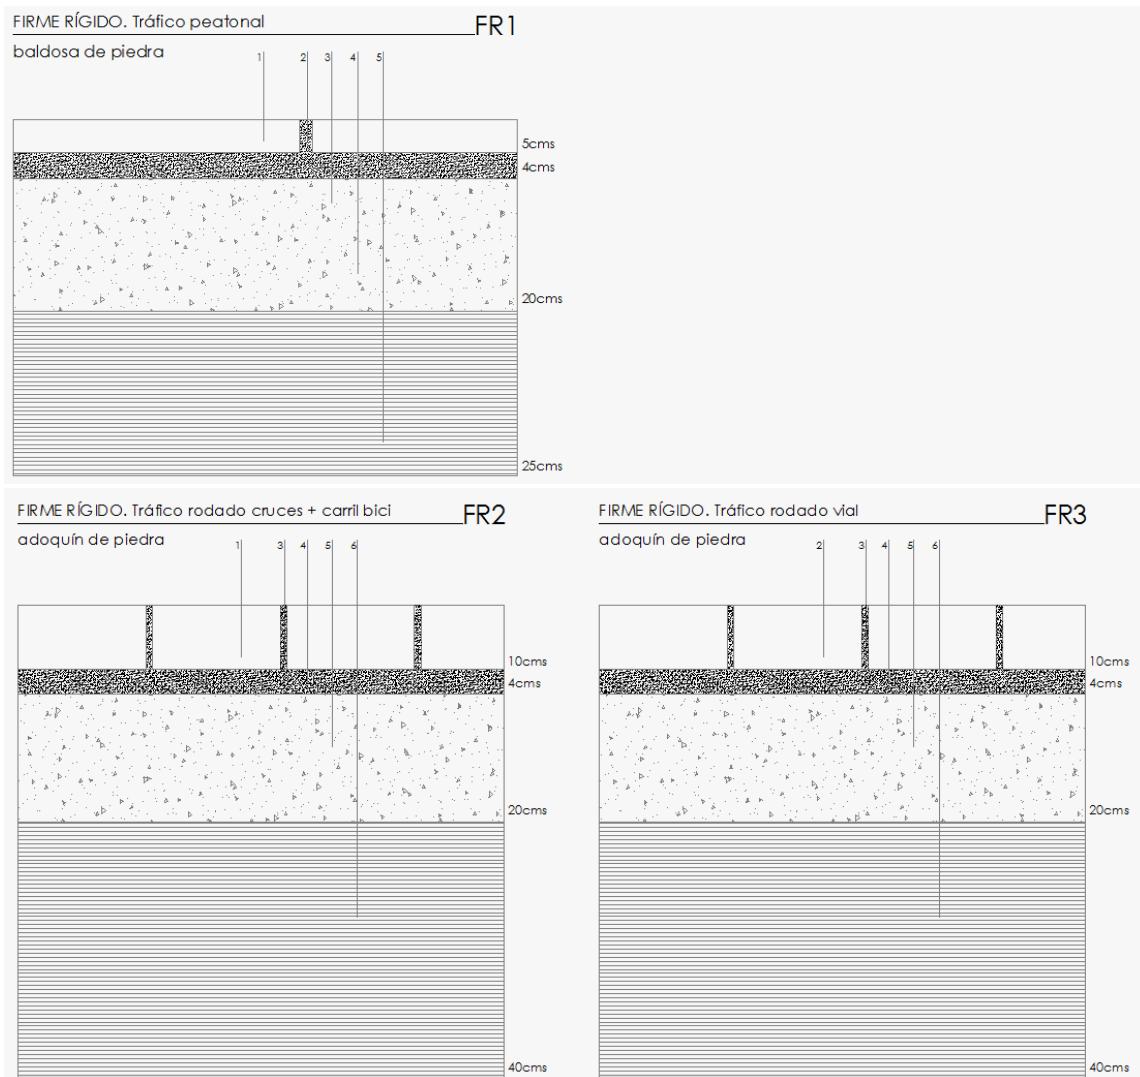 FIRME RÍGIDO. Tráfico peatonal FR1
baldosa de piedra
1 2 3 4 5
5cms
4cms
20cms
25cms
FIRME RÍGIDO. Tráfico rodado cruces + carril bici FR2
adoquín de piedra
1 3 4 5 6
10cms
4cms
20cms
40cms
FIRME RÍGIDO. Tráfico rodado vial FR3
adoquín de piedra
2 3 4 5 6
10cms
4cms
20cms
40cms